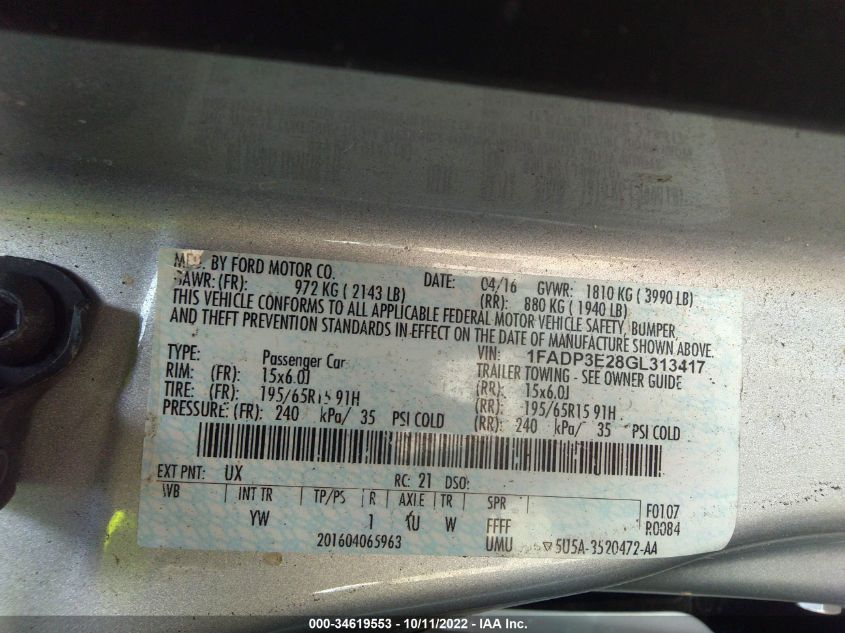 MFD. BY FORD MOTOR CO. DATE: 04/16 GVWR: 1810 KG ( 3990 LB)
GAWR: (FR): 972 KG ( 2143 LB) (RR): 880 KG ( 1940 LB)
THIS VEHICLE CONFORMS TO ALL APPLICABLE FEDERAL MOTOR VEHICLE SAFETY, BUMPER,
AND THEFT PREVENTION STANDARDS IN EFFECT ON THE DATE OF MANUFACTURE SHOWN ABOVE.
VIN: 1FADP3E28GL313417
TYPE: Passenger Car TRAILER TOWING - SEE OWNER GUIDE
RIM: (FR): 15x6.0J (RR): 15x6.0J
TIRE: (FR): 195/65R15 91H (RR): 195/65R15 91H
PRESSURE: (FR): 240 kPa/ 35 PSI COLD (RR): 240 kPa/ 35 PSI COLD
EXT PNT: UX RC: 21 DSO:
WB INT TR TP/PS R AXLE TR SPR F0107
YW 1 W FFFF R0084
201604065963 UMU 5U5A-3520472-AA
000-34619553 - 10/11/2022 - IAA Inc.